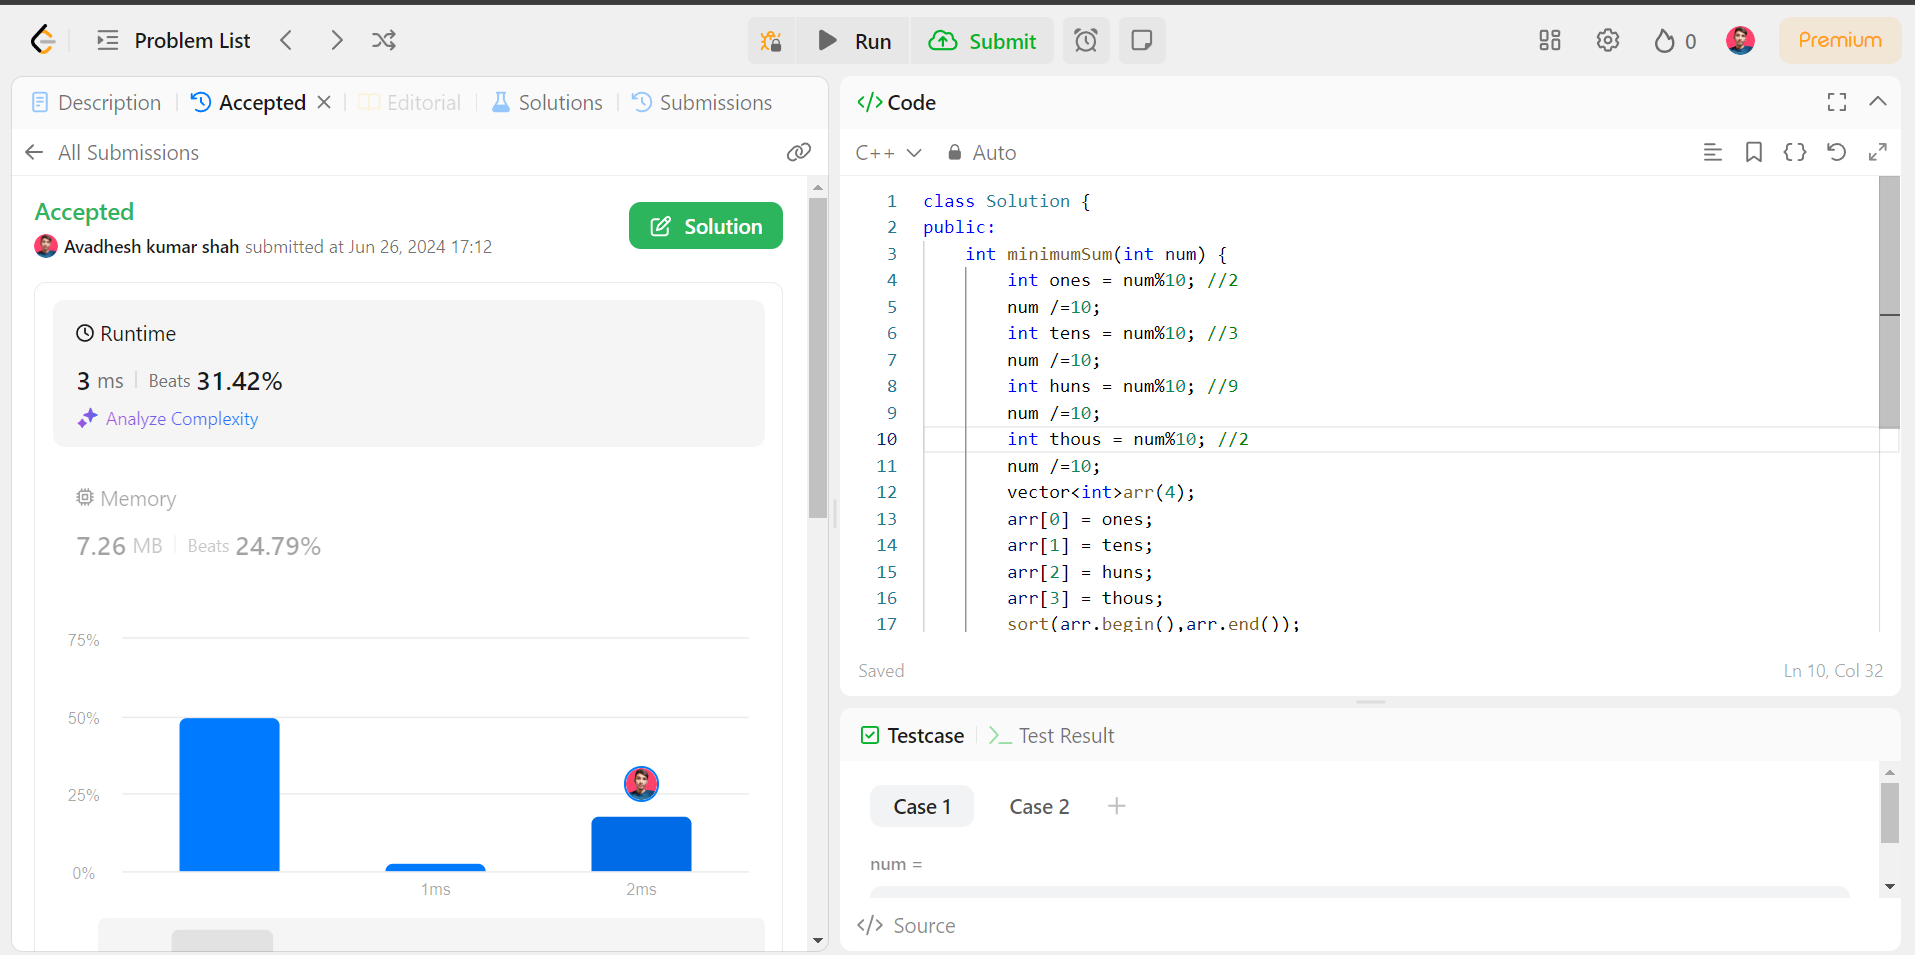 Problem List
Run
Submit
0
Premium
Description
Accepted
Editorial
Solutions
Submissions
All Submissions
Accepted
Avadhesh kumar shah submitted at Jun 26, 2024 17:12
Solution
Runtime
3 ms Beats 31.42%
Analyze Complexity
Memory
7.26 MB Beats 24.79%
75%
50%
25%
0%
1ms
2ms
</> Code
C++
Auto
1 class Solution {
2 public:
3 int minimumSum(int num) {
4 int ones = num%10; //2
5 num /=10;
6 int tens = num%10; //3
7 num /=10;
8 int huns = num%10; //9
9 num /=10;
10 int thous = num%10; //2
11 num /=10;
12 vector<int>arr(4);
13 arr[0] = ones;
14 arr[1] = tens;
15 arr[2] = huns;
16 arr[3] = thous;
17 sort(arr.begin(),arr.end());
Saved
Ln 10, Col 32
Testcase
Test Result
Case 1
Case 2
+
num =
</> Source